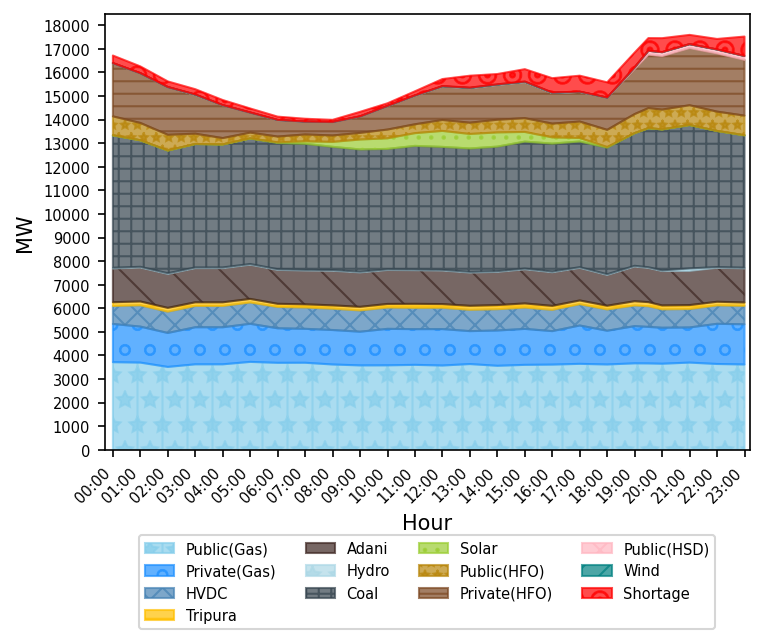 18000
17000
16000
15000
14000
13000
12000
11000
10000
9000
8000
7000
6000
5000
4000
3000
2000
1000
0
MW
00:00 01:00 02:00 03:00 04:00 05:00 06:00 07:00 08:00 09:00 10:00 11:00 12:00 13:00 14:00 15:00 16:00 17:00 18:00 19:00 20:00 21:00 22:00 23:00
Hour
Public(Gas) Adani Solar Public(HSD)
Private(Gas) Hydro Public(HFO) Wind
HVDC Coal Private(HFO) Shortage
Tripura